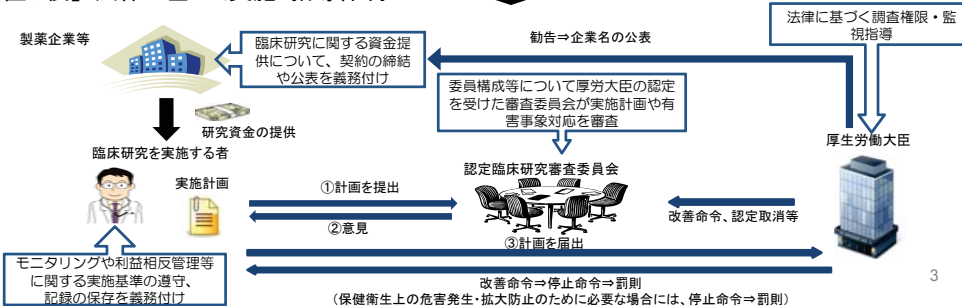 法律に基づく調査権限・監
視指導
製薬企業等
臨床研究に関する資金提
供について、契約の締結
や公表を義務付け
勧告⇒企業名の公表
委員構成等について厚労大臣の認定
を受けた審査委員会が実施計画や有
害事象対応を審査
研究資金の提供
厚生労働大臣
臨床研究を実施する者
認定臨床研究審査委員会
実施計画
①計画を提出
②意見
改善命令、認定取消等
③計画を届出
モニタリングや利益相反管理等
に関する実施基準の遵守、
記録の保存を義務付け
改善命令⇒停止命令⇒罰則
(保健衛生上の危害発生・拡大防止のために必要な場合には、停止命令⇒罰則)
3